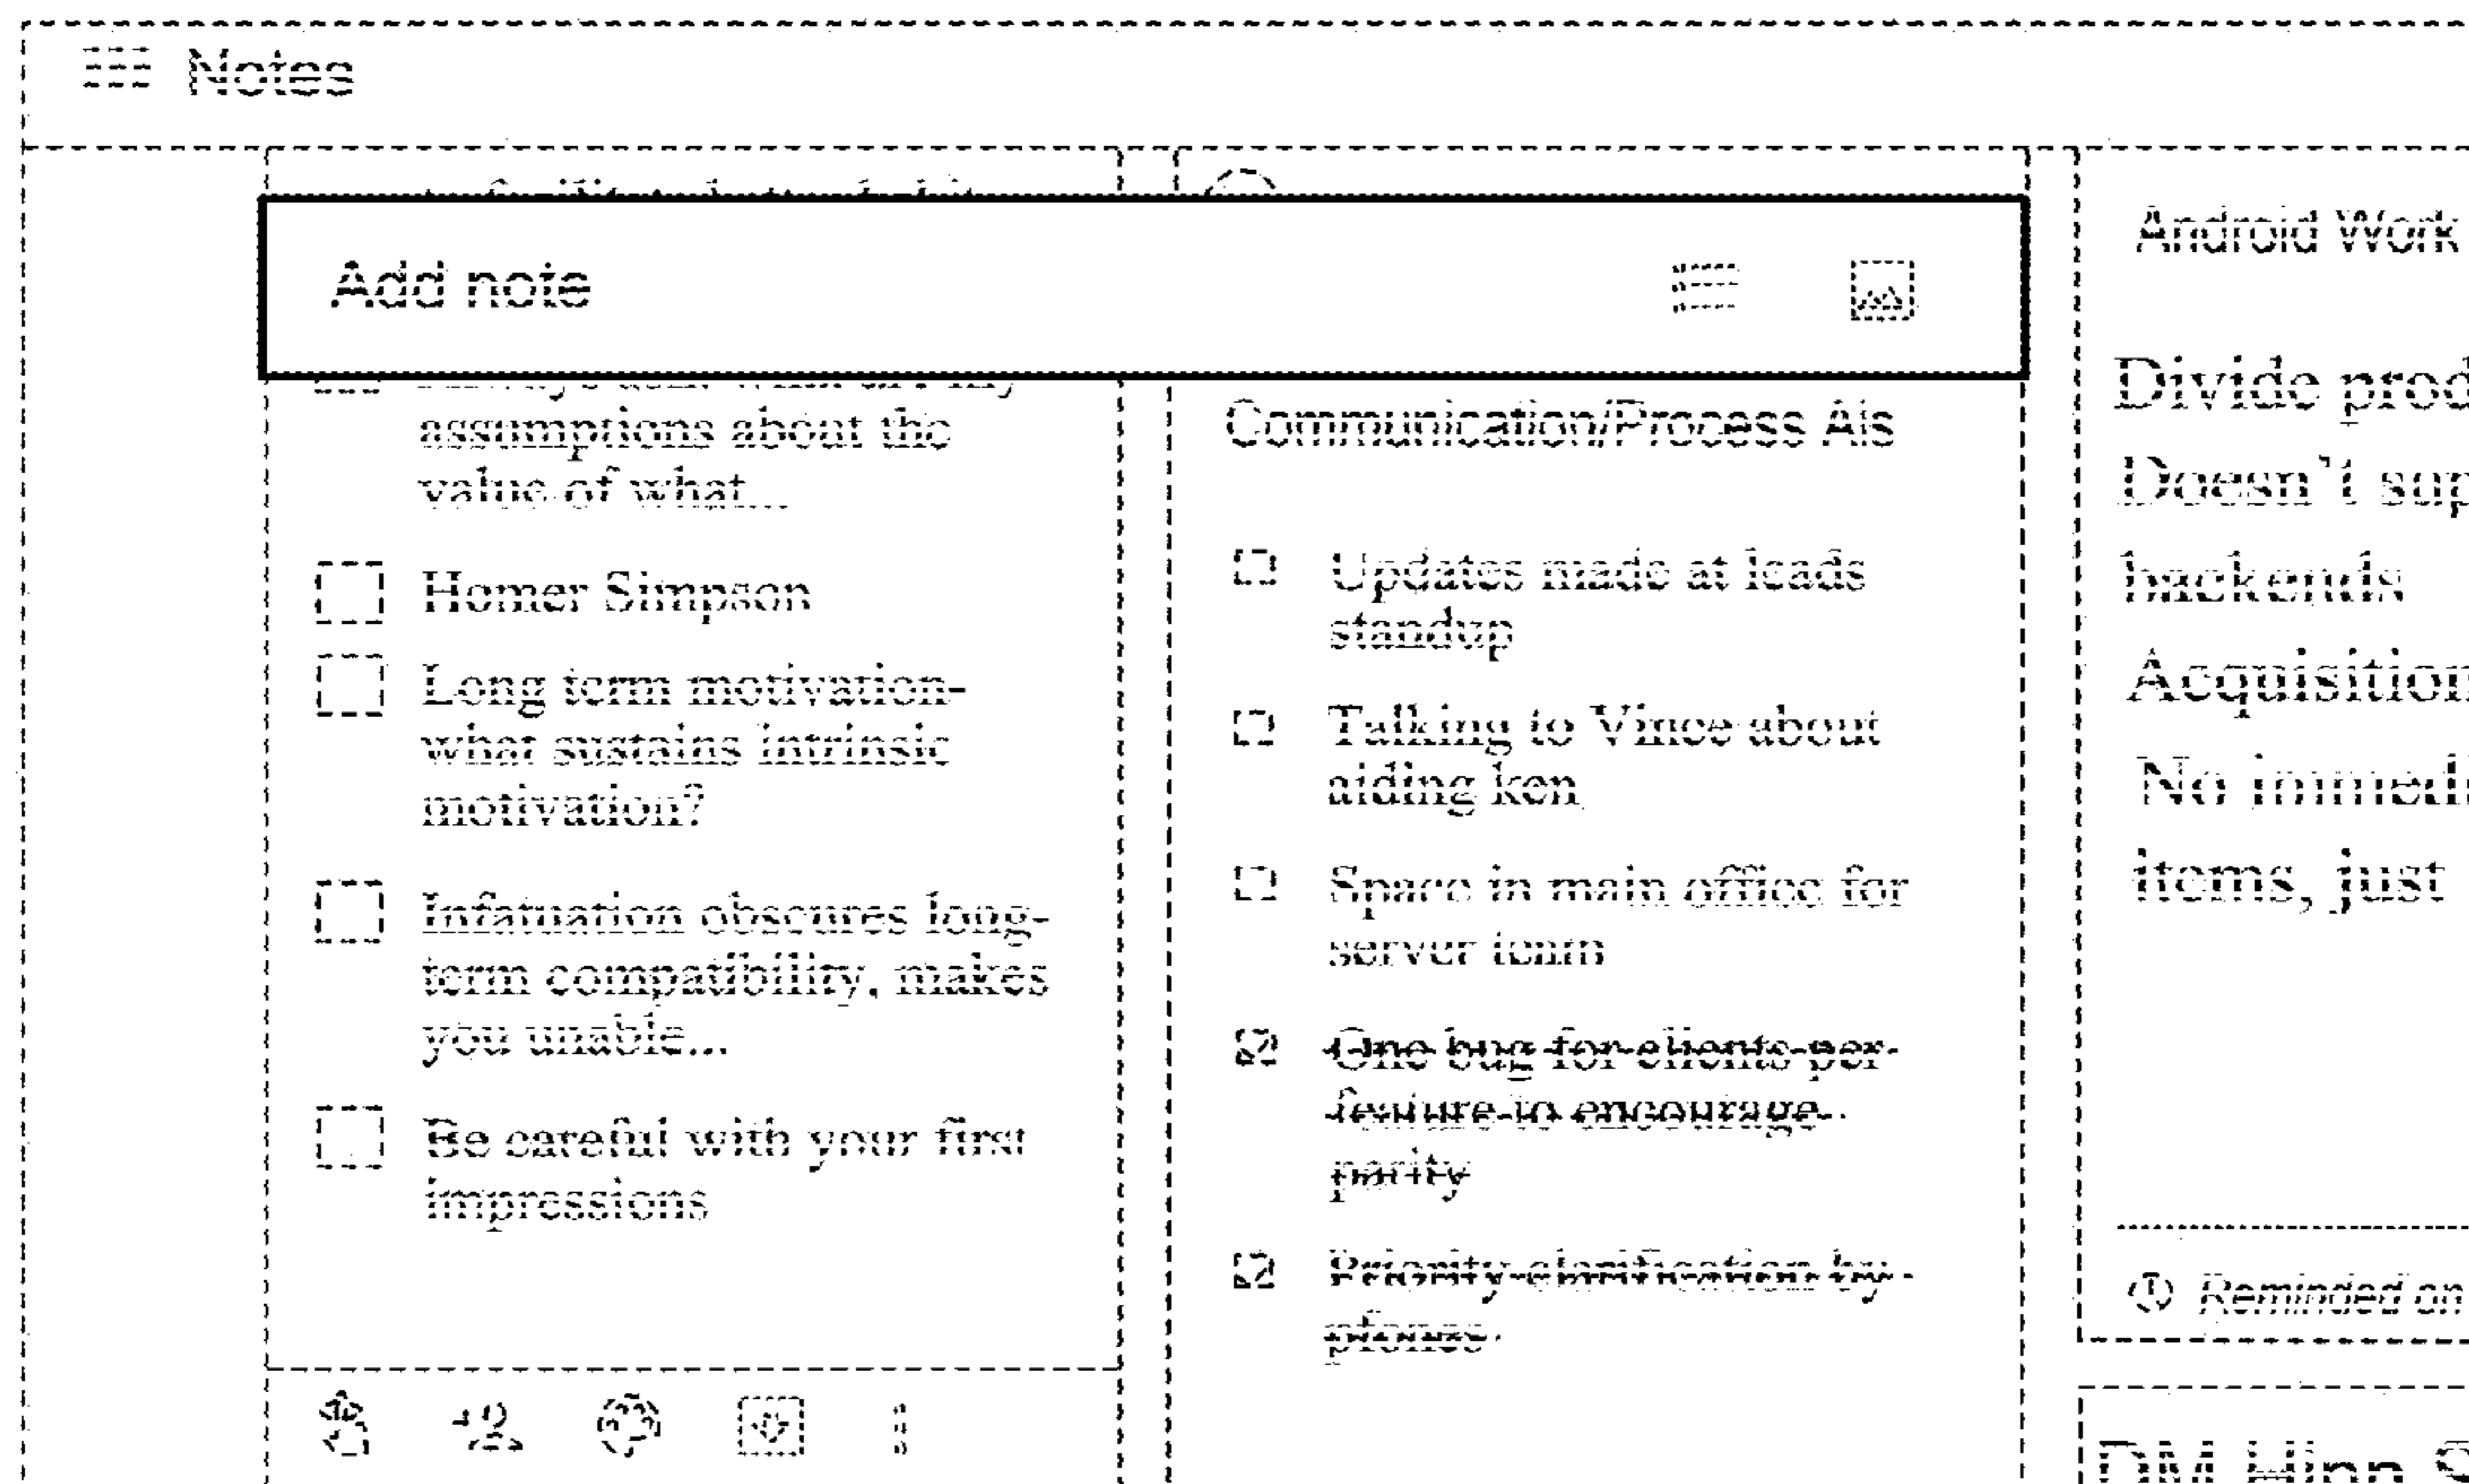 Notes
Add note
assumptions about the
value of what...
Homer Simpson
Long term motivation-
what sustains intrinsic
motivation?
Infatuation obscures long-
term compatibility, makes
you unable...
Be careful with your first
impressions
Communication/Process AIs
Updates made at leads
standup
Talking to Vince about
aiding ken
Space in main office for
server team
One bug for clients per
feature to encourage
parity
Priority clarification by
phones
Android Work
Divide prod
Doesn't sup
backends
Acquisition
No immedi
items, just
Reminded on